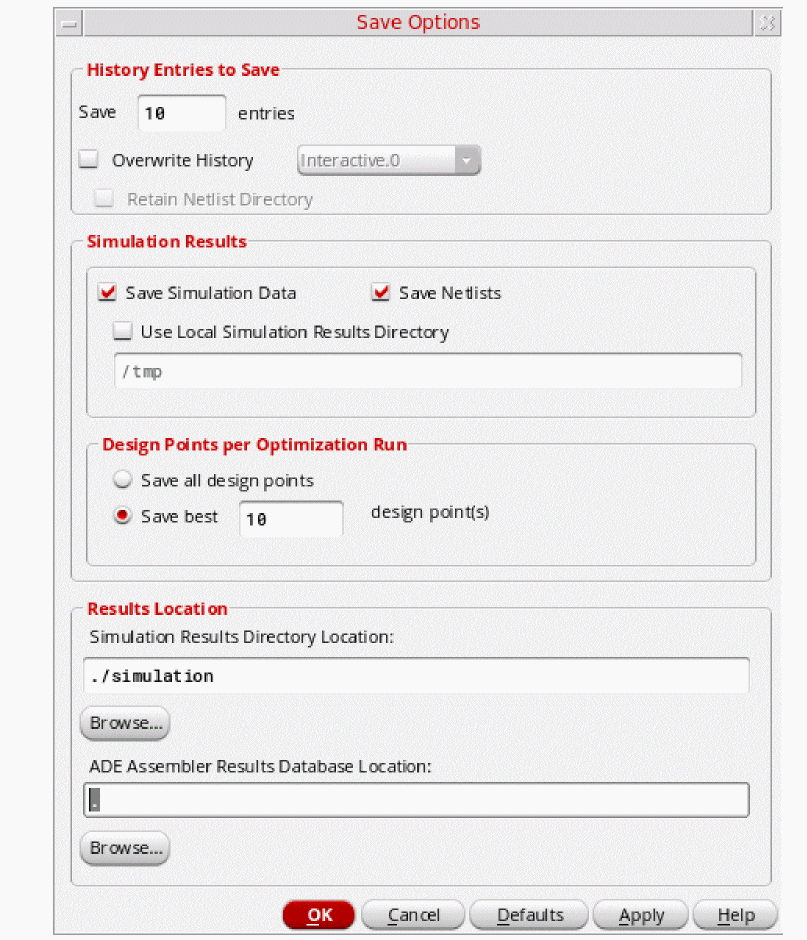 Save Options
History Entries to Save
Save 10 entries
Overwrite History Interactive.0
Retain Netlist Directory
Simulation Results
Save Simulation Data Save Netlists
Use Local Simulation Results Directory
/tmp
Design Points per Optimization Run
Save all design points
Save best 10 design point(s)
Results Location
Simulation Results Directory Location:
./simulation
Browse...
ADE Assembler Results Database Location:
.
Browse...
OK Cancel Defaults Apply Help